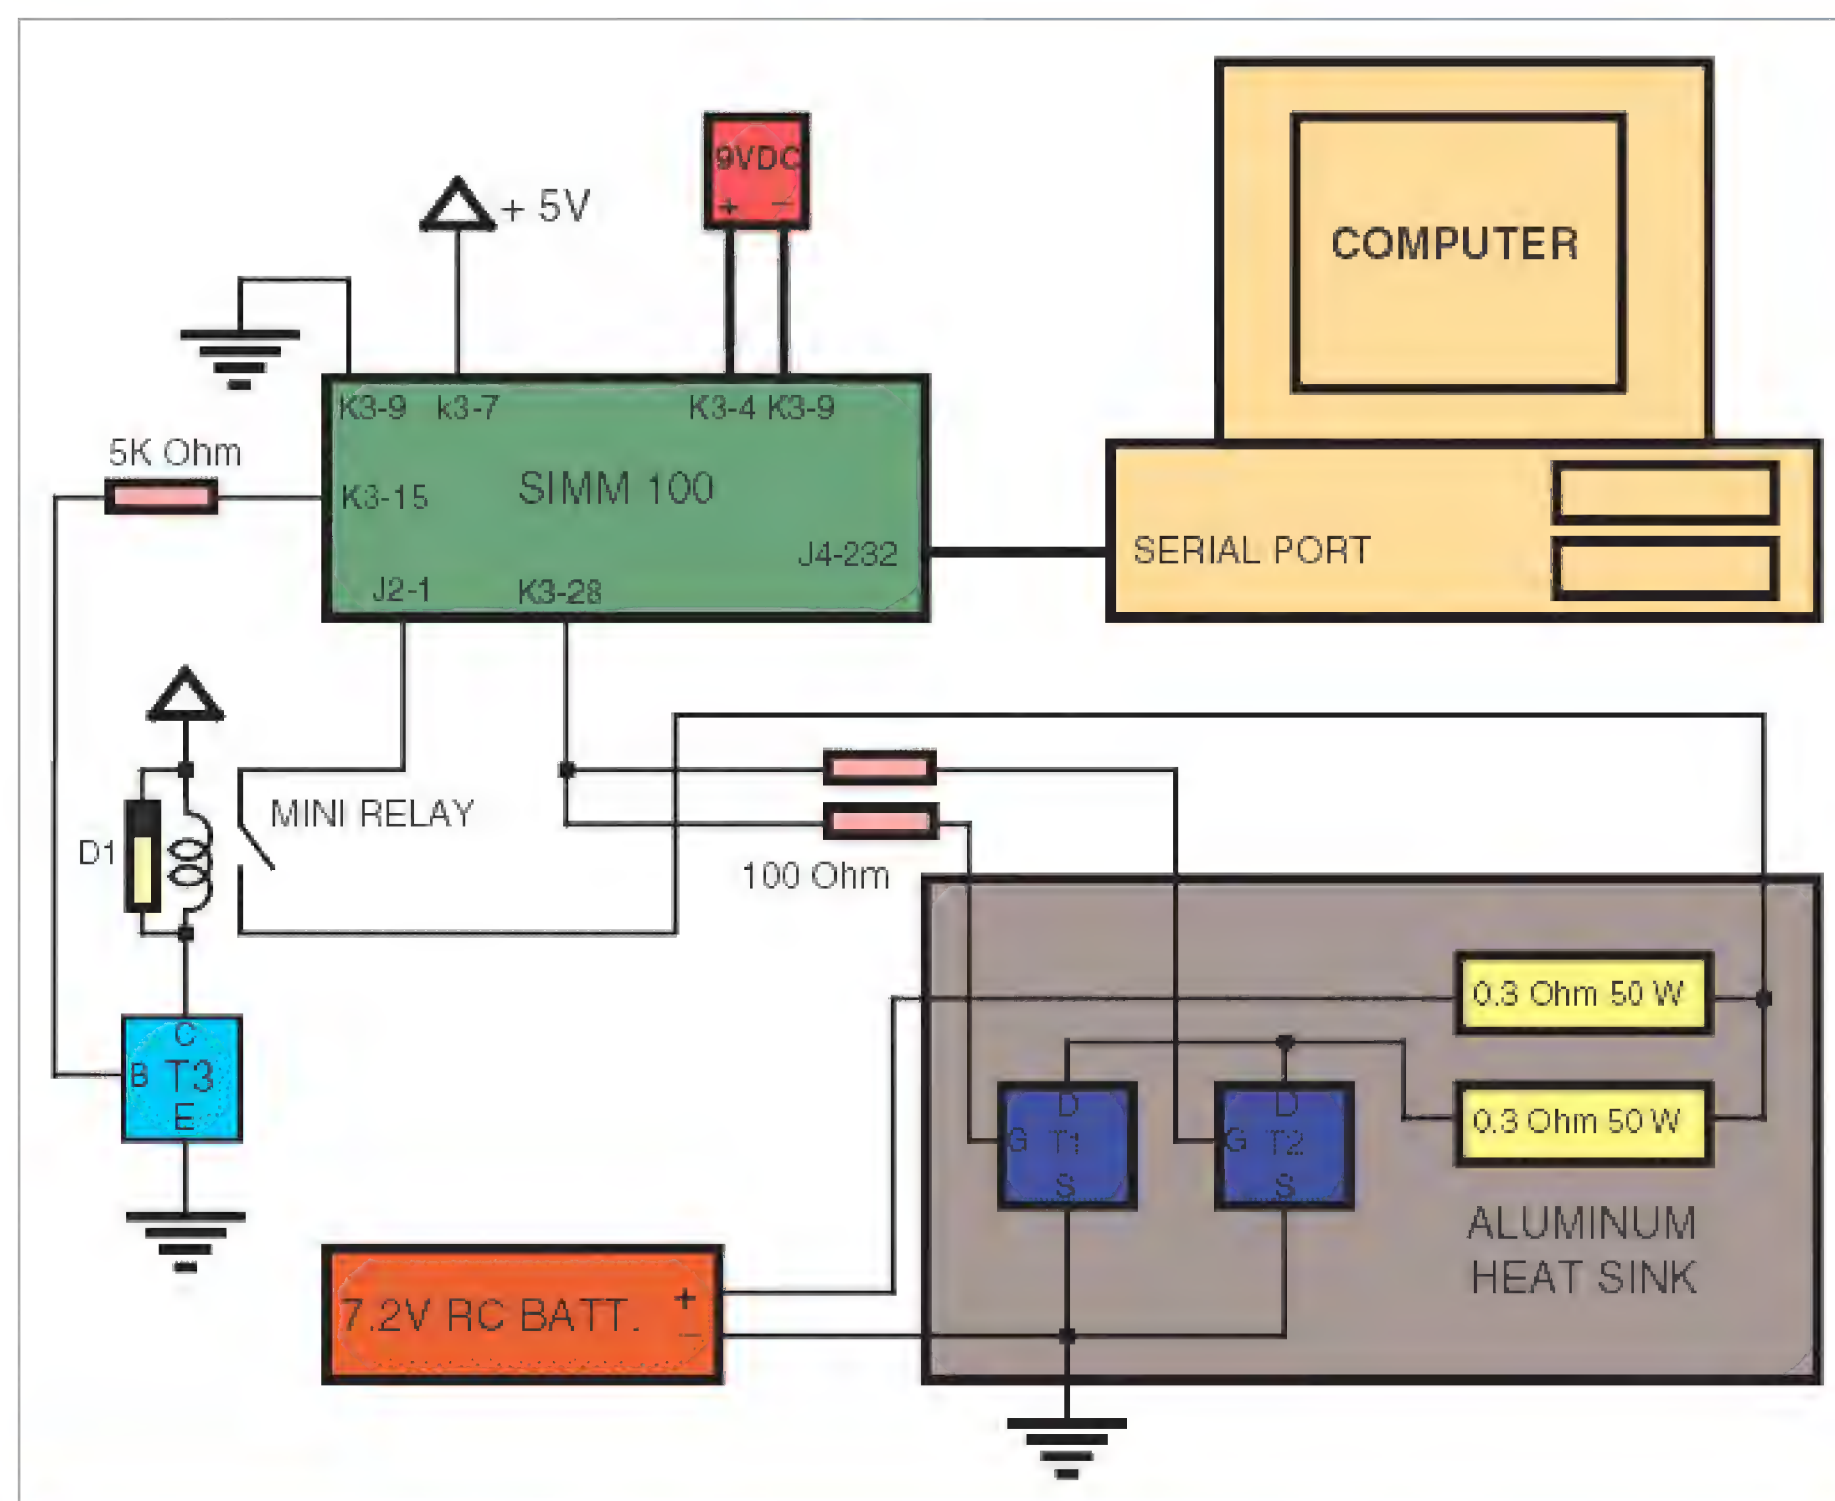 9VDC
+ −
+ 5V
COMPUTER
K3-9 k3-7 K3-4 K3-9
5K Ohm
K3-15
SIMM 100
J4-232
SERIAL PORT
J2-1 K3-28
MINI RELAY
D1
100 Ohm
0.3 Ohm 50 W
C
B T3
E
D D
0.3 Ohm 50 W
G T1 G T2
S S
ALUMINUM
HEAT SINK
7.2V RC BATT. +
−